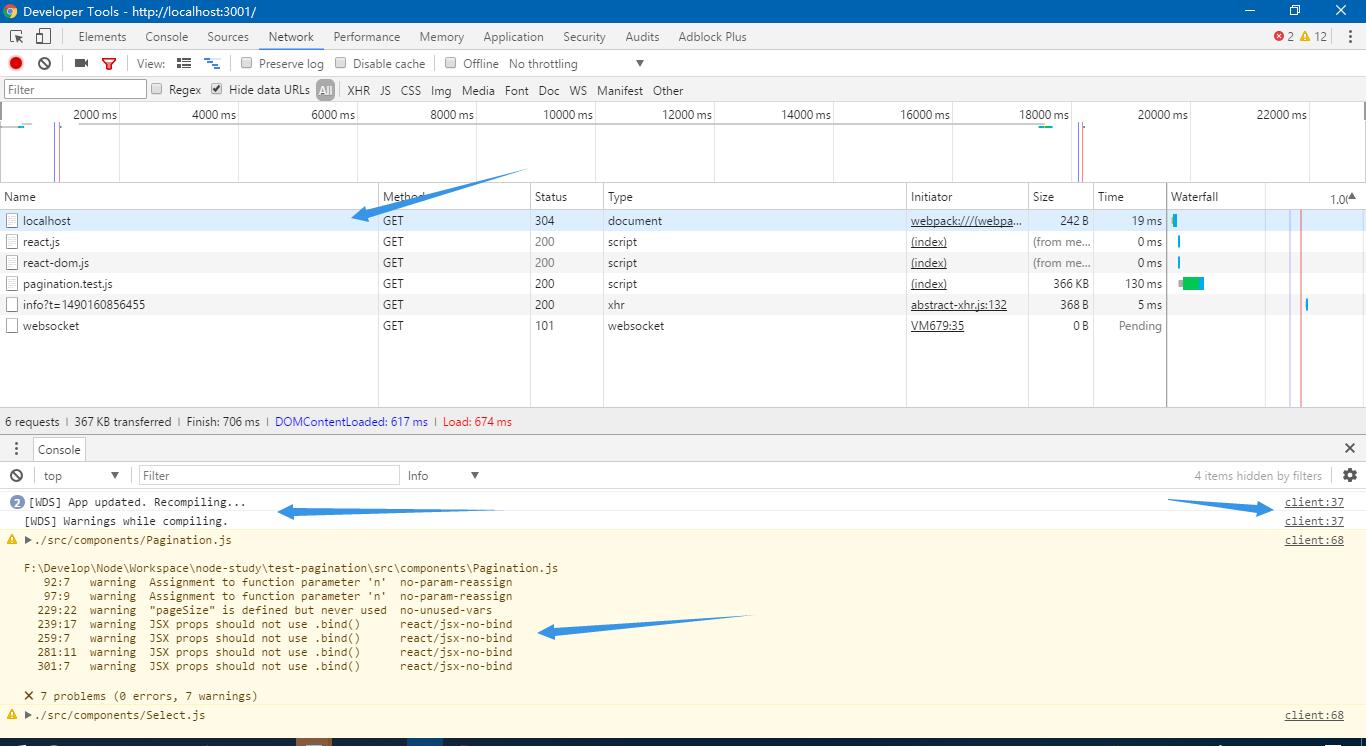 Developer Tools - http://localhost:3001/
Elements Console Sources Network Performance Memory Application Security Audits Adblock Plus 2 12
View: Preserve log Disable cache Offline No throttling
Filter Regex Hide data URLs All XHR JS CSS Img Media Font Doc WS Manifest Other
2000 ms 4000 ms 6000 ms 8000 ms 10000 ms 12000 ms 14000 ms 16000 ms 18000 ms 20000 ms 22000 ms
Name Method Status Type Initiator Size Time Waterfall
localhost GET 304 document webpack:///(webpa... 242 B 19 ms
react.js GET 200 script (index) (from me... 0 ms
react-dom.js GET 200 script (index) (from me... 0 ms
pagination.test.js GET 200 script (index) 366 KB 130 ms
info?t=1490160856455 GET 200 xhr abstract-xhr.js:132 368 B 5 ms
websocket GET 101 websocket VM679:35 0 B Pending
6 requests | 367 KB transferred | Finish: 706 ms | DOMContentLoaded: 617 ms | Load: 674 ms
Console
top Filter Info 4 items hidden by filters
2 [WDS] App updated. Recompiling... client:37
[WDS] Warnings while compiling. client:37
./src/components/Pagination.js client:68
F:\Develop\Node\Workspace\node-study\test-pagination\src\components\Pagination.js
92:7 warning Assignment to function parameter 'n' no-param-reassign
97:9 warning Assignment to function parameter 'n' no-param-reassign
229:22 warning "pageSize" is defined but never used no-unused-vars
239:17 warning JSX props should not use .bind() react/jsx-no-bind
259:7 warning JSX props should not use .bind() react/jsx-no-bind
281:11 warning JSX props should not use .bind() react/jsx-no-bind
301:7 warning JSX props should not use .bind() react/jsx-no-bind
✕ 7 problems (0 errors, 7 warnings)
./src/components/Select.js client:68